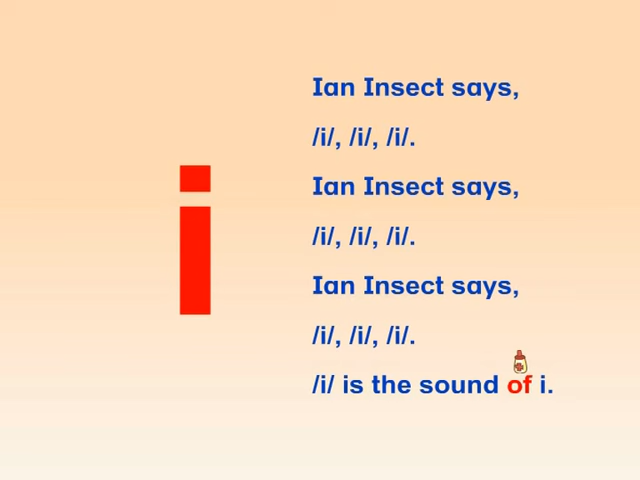 i
Ian Insect says,
/i/, /i/, /i/.
Ian Insect says,
/i/, /i/, /i/.
Ian Insect says,
/i/, /i/, /i/.
/i/ is the sound of i.